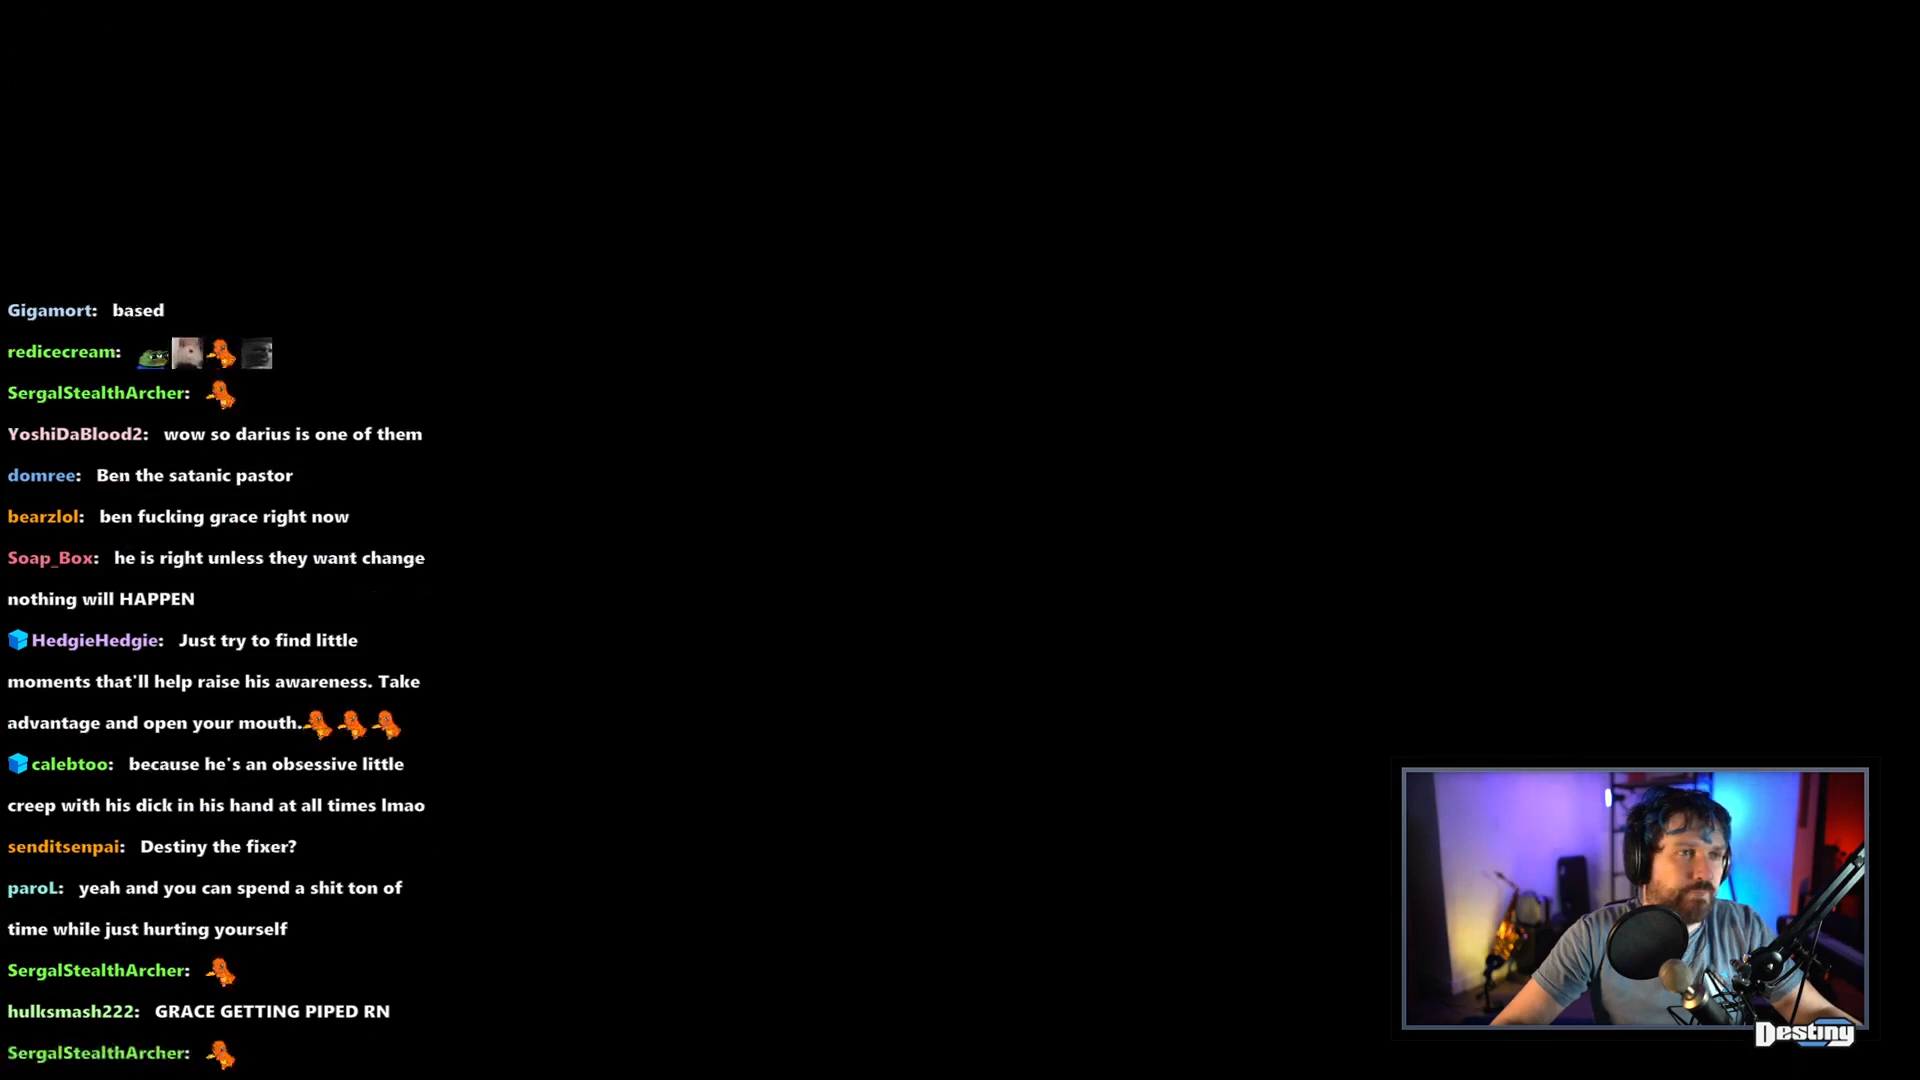 Gigamort: based
redicecream:
SergalStealthArcher:
YoshiDaBlood2: wow so darius is one of them
domree: Ben the satanic pastor
bearzlol: ben fucking grace right now
Soap_Box: he is right unless they want change
nothing will HAPPEN
HedgieHedgie: Just try to find little
moments that'll help raise his awareness. Take
advantage and open your mouth.
calebtoo: because he's an obsessive little
creep with his dick in his hand at all times lmao
senditsenpai: Destiny the fixer?
paroL: yeah and you can spend a shit ton of
time while just hurting yourself
SergalStealthArcher:
hulksmash222: GRACE GETTING PIPED RN
SergalStealthArcher:
Destiny